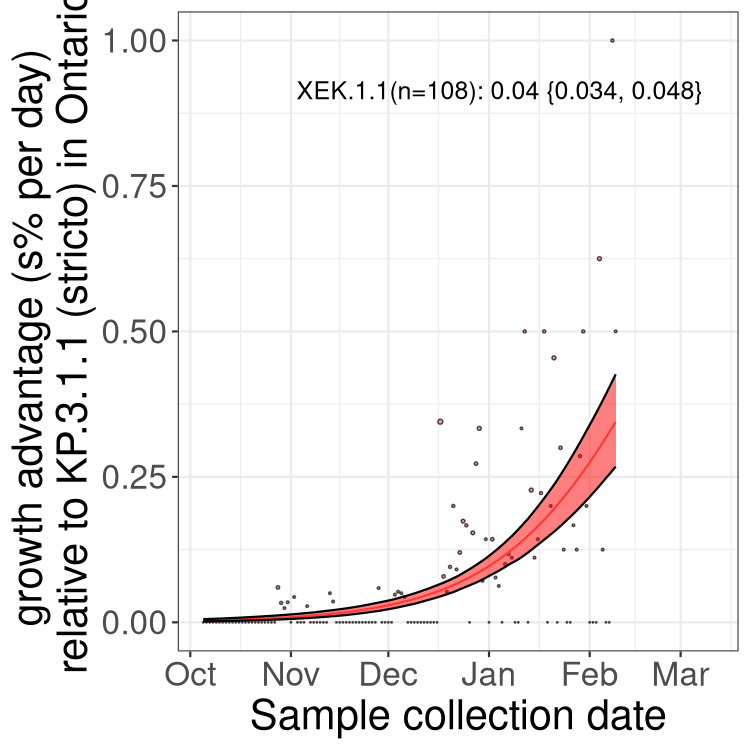 growth advantage (s% per day)
relative to KP.3.1.1 (stricto) in Ontario
1.00
XEK.1.1(n=108): 0.04 {0.034, 0.048}
0.75
0.50
0.25
0.00
Oct Nov Dec Jan Feb Mar
Sample collection date